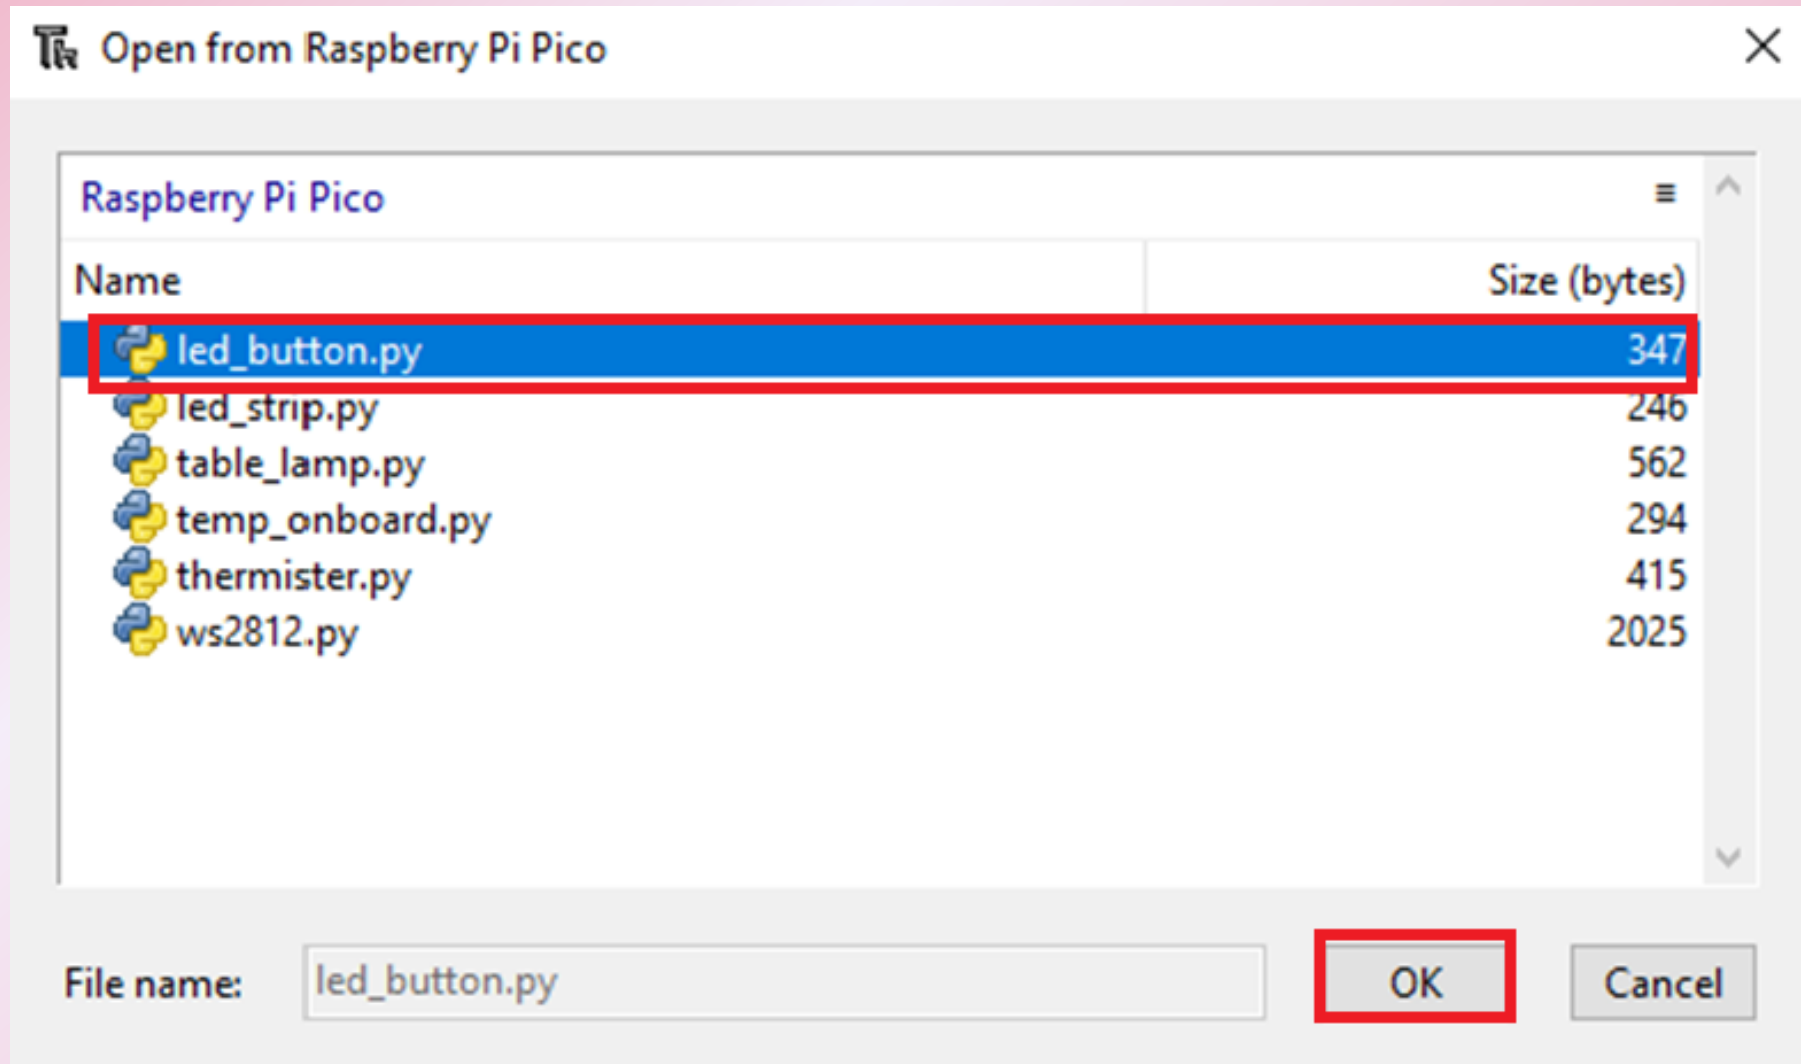 Open from Raspberry Pi Pico
Raspberry Pi Pico
Name Size (bytes)
led_button.py 347
led_strip.py 246
table_lamp.py 562
temp_onboard.py 294
thermister.py 415
ws2812.py 2025
File name: led_button.py OK Cancel